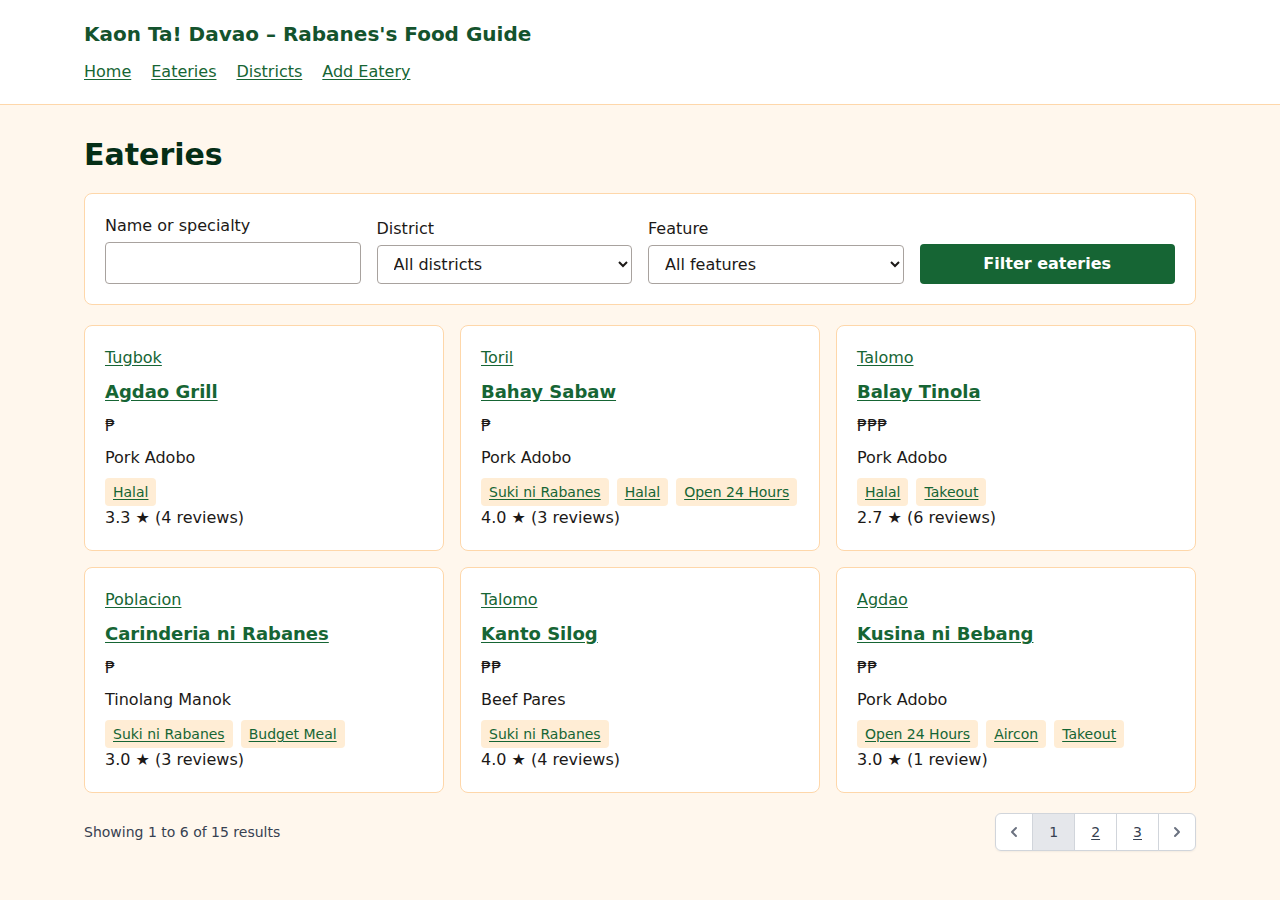 Kaon Ta! Davao – Rabanes's Food Guide
Home Eateries Districts Add Eatery
Eateries
Name or specialty
District
All districts
Feature
All features
Filter eateries
Tugbok
Agdao Grill
₱
Pork Adobo
Halal
3.3 ★ (4 reviews)
Toril
Bahay Sabaw
₱
Pork Adobo
Suki ni Rabanes Halal Open 24 Hours
4.0 ★ (3 reviews)
Talomo
Balay Tinola
₱₱₱
Pork Adobo
Halal Takeout
2.7 ★ (6 reviews)
Poblacion
Carinderia ni Rabanes
₱
Tinolang Manok
Suki ni Rabanes Budget Meal
3.0 ★ (3 reviews)
Talomo
Kanto Silog
₱₱
Beef Pares
Suki ni Rabanes
4.0 ★ (4 reviews)
Agdao
Kusina ni Bebang
₱₱
Pork Adobo
Open 24 Hours Aircon Takeout
3.0 ★ (1 review)
Showing 1 to 6 of 15 results
1 2 3